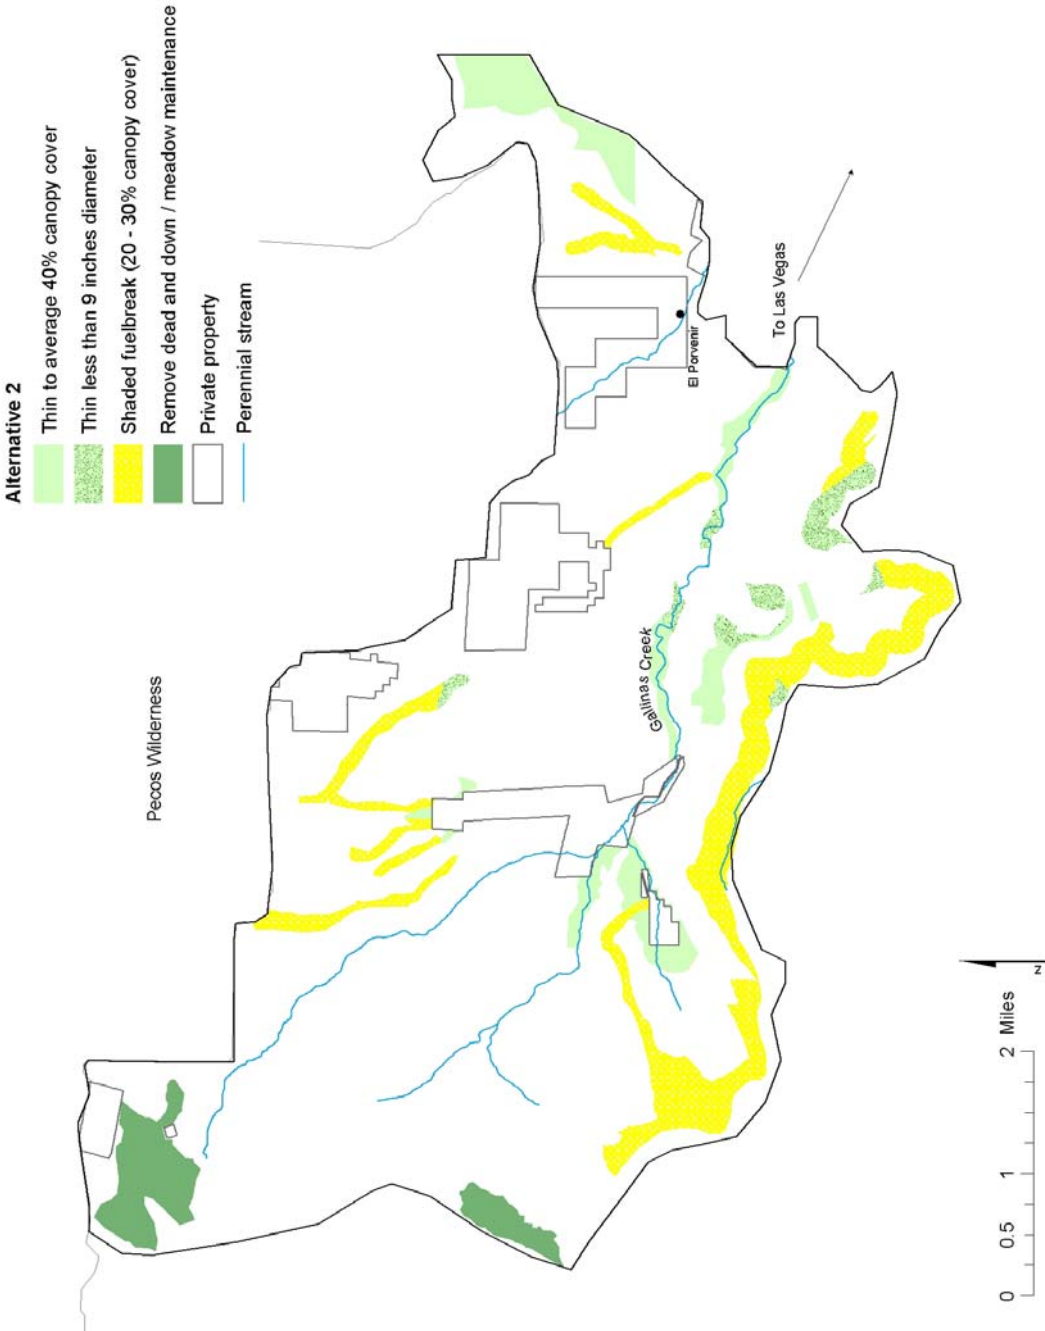 Alternative 2
Thin to average 40% canopy cover
Thin less than 9 inches diameter
Shaded fuelbreak (20 - 30% canopy cover)
Remove dead and down / meadow maintenance
Private property
Perennial stream
Pecos Wilderness
Gallinas Creek
El Porvenir
To Las Vegas
0 0.5 1 2 Miles
N